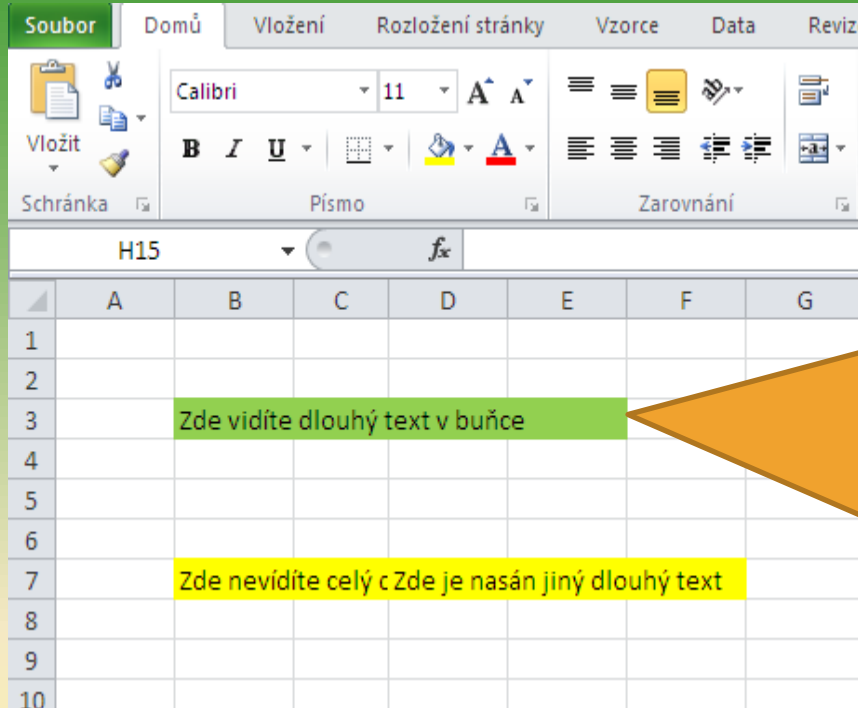 Soubor Domů Vložení Rozložení stránky Vzorce Data Reviz
Calibri 11 A A
Vložit B I U A a
Schránka Písmo Zarovnání
H15 fx
A B C D E F G
1
2
3 Zde vidíte dlouhý text v buňce
4
5
6
7 Zde nevídíte celý c Zde je nasán jiný dlouhý text
8
9
10